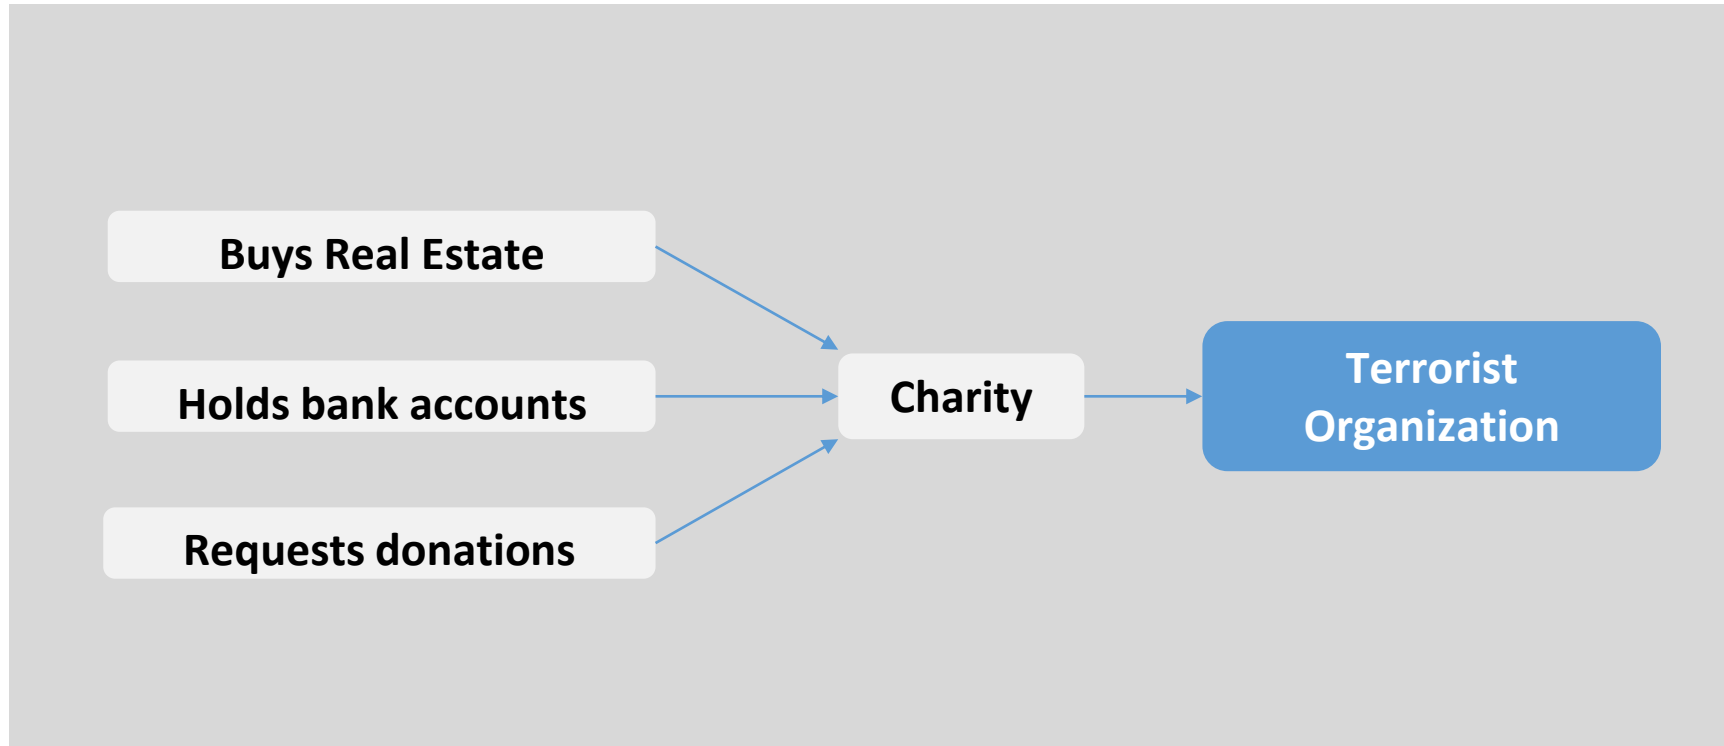 Buys Real Estate
Holds bank accounts
Requests donations
Charity
Terrorist
Organization